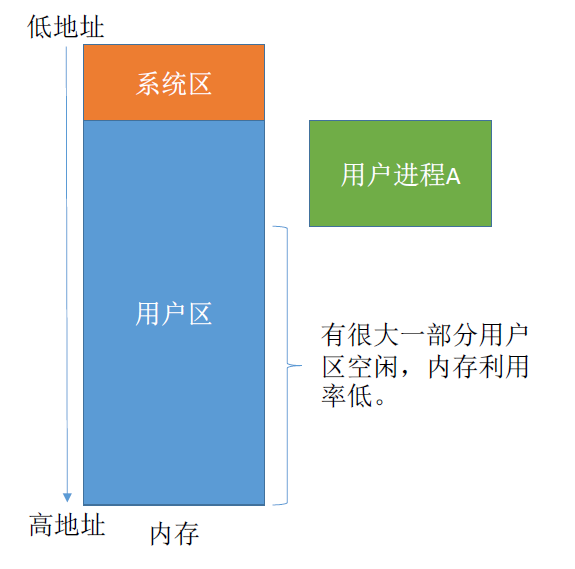 低地址
系统区
用户进程A
用户区
有很大一部分用户
区空闲，内存利用
率低。
高地址
内存